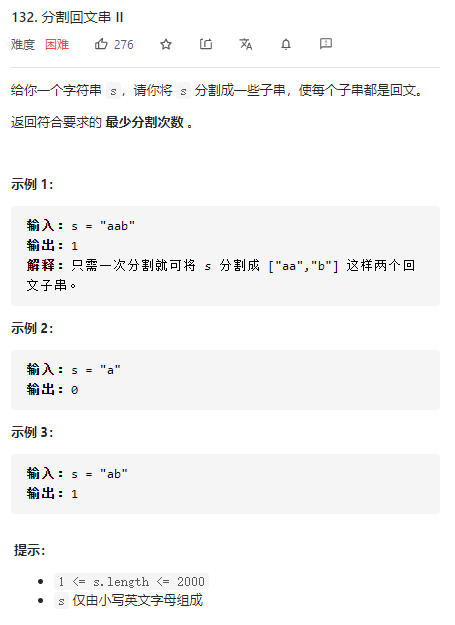 132. 分割回文串 II
难度 困难 276
给你一个字符串 s，请你将 s 分割成一些子串，使每个子串都是回文。
返回符合要求的 最少分割次数 。
示例 1：
输入：s = "aab"
输出：1
解释：只需一次分割就可将 s 分割成 ["aa","b"] 这样两个回
文子串。
示例 2：
输入：s = "a"
输出：0
示例 3：
输入：s = "ab"
输出：1
提示：
1 <= s.length <= 2000
s 仅由小写英文字母组成